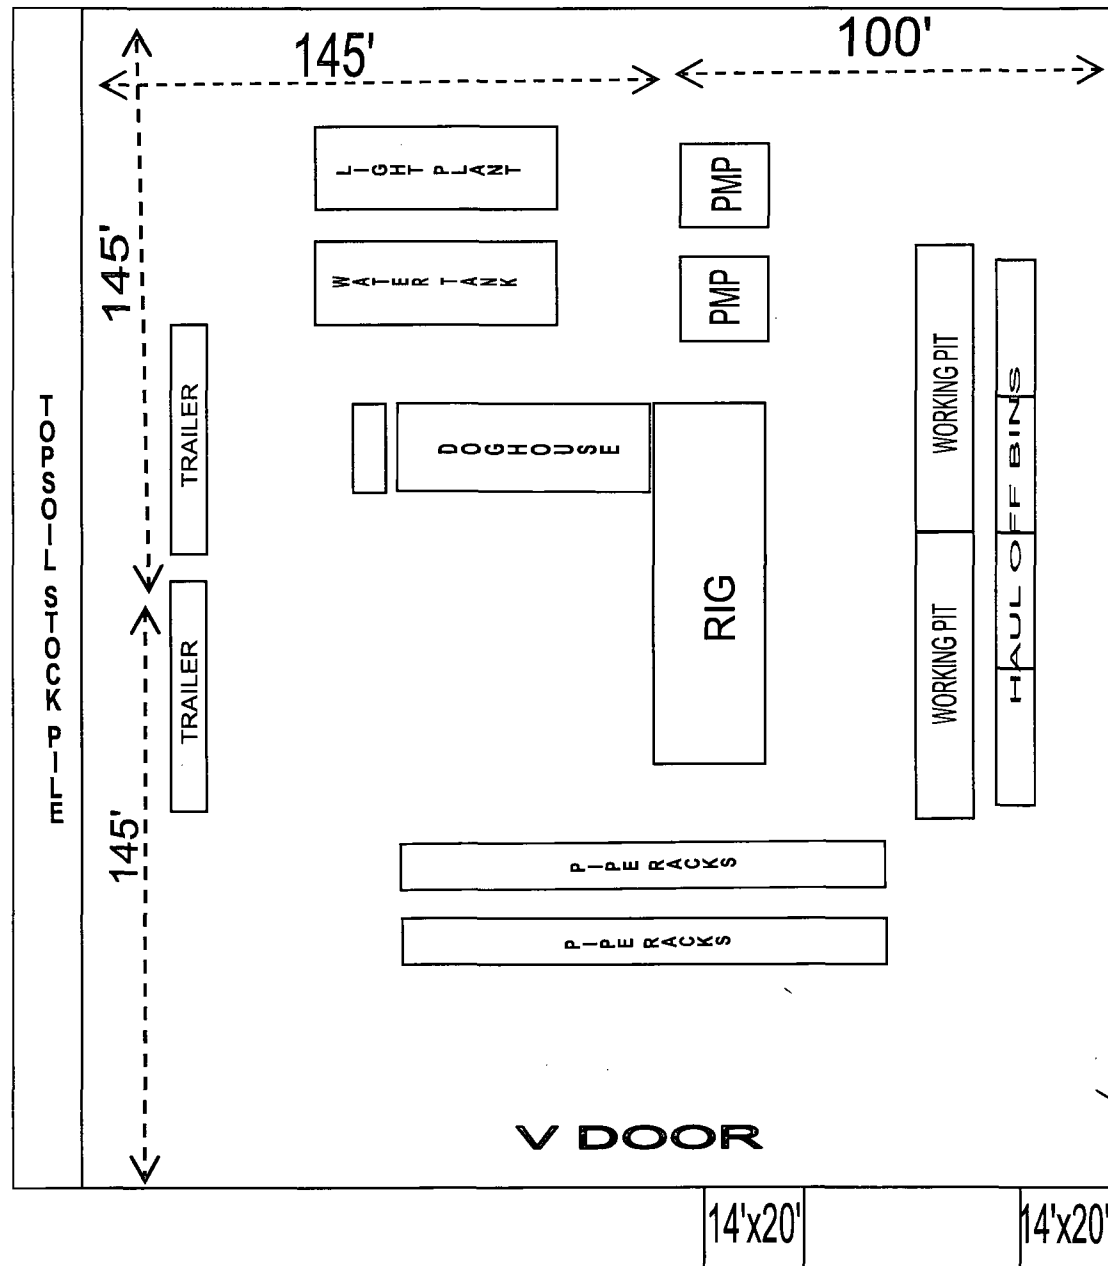 145'
100'
LIGHT PLANT
PMP
145'
WATER TANK
PMP
TOPSOIL STOCK PILE
TRAILER
DOGHOUSE
WORKING PIT
HAUL OFF BINS
RIG
TRAILER
WORKING PIT
145'
PIPE RACKS
PIPE RACKS
V DOOR
14'x20'
14'x20'